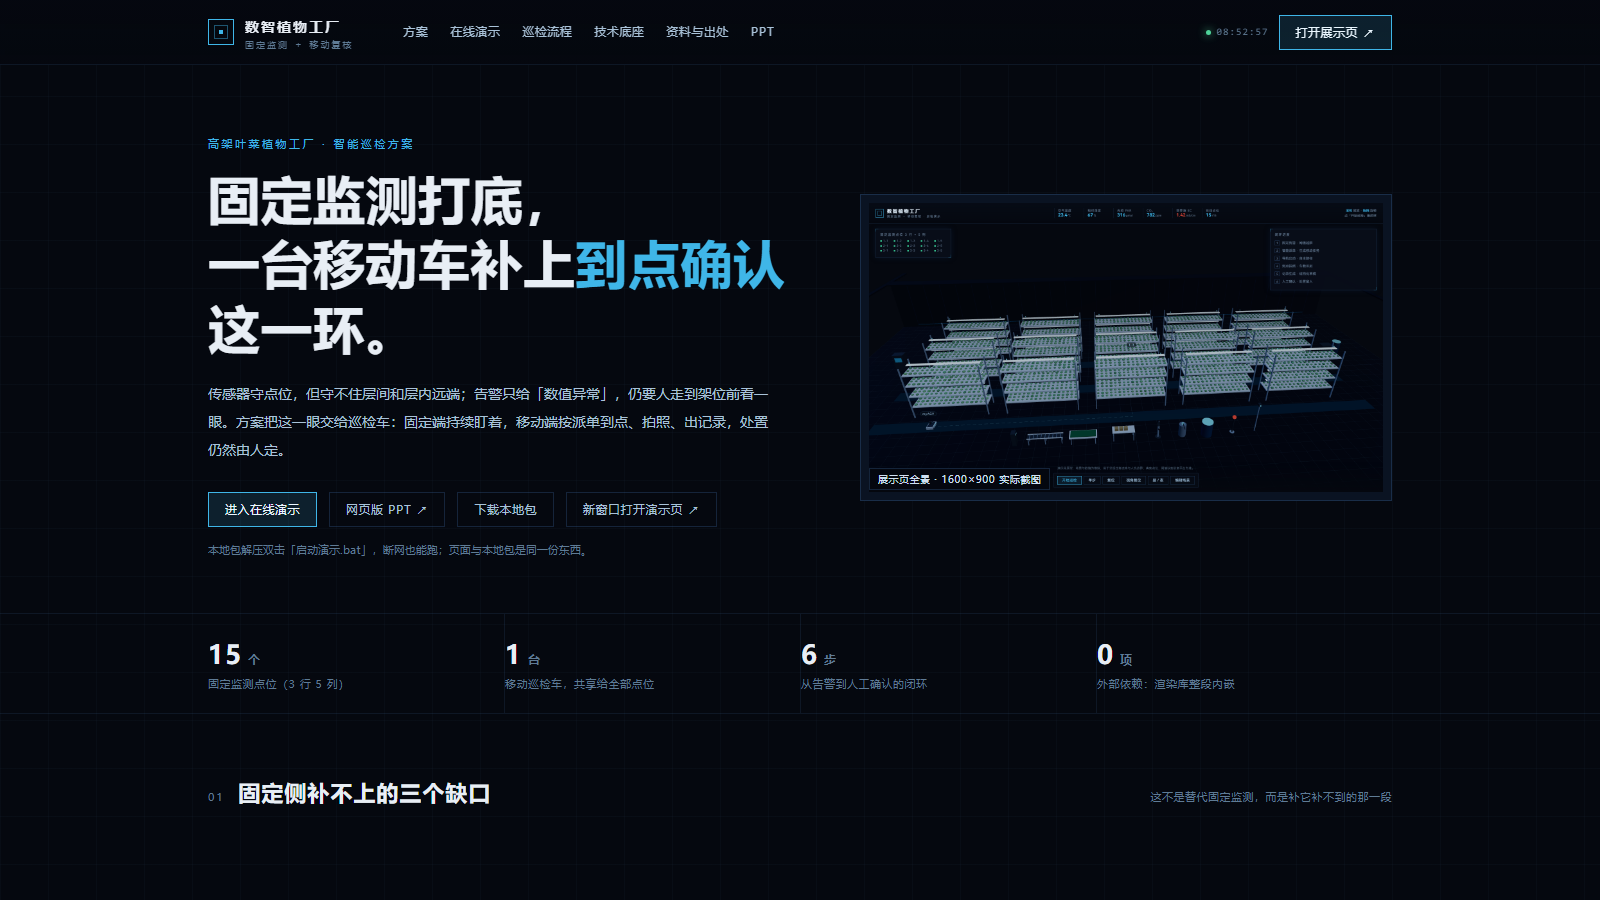 数智植物工厂
固定监测 + 移动复核
方案
在线演示
巡检流程
技术底座
资料与出处
PPT
08:52:57
打开展示页 ↗
高架叶菜植物工厂 · 智能巡检方案
固定监测打底，
一台移动车补上到点确认
这一环。
传感器守点位，但守不住层间和层内远端；告警只给「数值异常」，仍要人走到架位前看一
眼。方案把这一眼交给巡检车：固定端持续盯着，移动端按派单到点、拍照、出记录，处置
仍然由人定。
进入在线演示
网页版 PPT ↗
下载本地包
新窗口打开演示页 ↗
本地包解压双击「启动演示.bat」，断网也能跑；页面与本地包是同一份东西。
数智植物工厂
展示页全景 · 1600×900 实际截图
15 个
固定监测点位（3 行 5 列）
1 台
移动巡检车，共享给全部点位
6 步
从告警到人工确认的闭环
0 项
外部依赖：渲染库整段内嵌
01 固定侧补不上的三个缺口
这不是替代固定监测，而是补它补不到的那一段